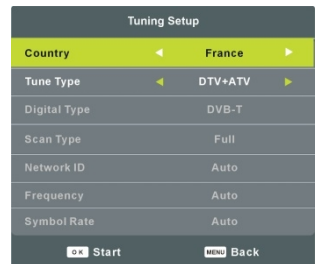 Tuning Setup
Country France
Tune Type DTV+ATV
Digital Type DVB-T
Scan Type Full
Network ID Auto
Frequency Auto
Symbol Rate Auto
OK Start MENU Back